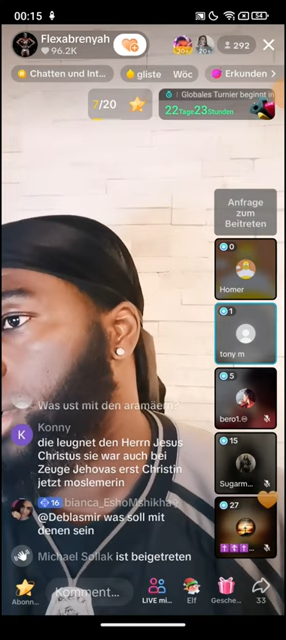 00:15
54
Flexabrenyah
96.2K
292
Chatten und Int...
gliste Wöc
Erkunden >
7/20
Globales Turnier beginnt in
22Tage23Stunden
Anfrage
zum
Beitreten
0
Homer
1
tony m
5
bero1.
15
Sugarm...
27
Was ust mit den aramäern
Konny
die leugnet den Herrn Jesus
Christus sie war auch bei
Zeuge Jehovas erst Christin
jetzt moslemerin
16 bianca_EshoMshikhay
@Deblasmir was soll mit
denen sein
Michael Sollak ist beigetreten
Abonn...
Komment...
LIVE mi...
Elf
Gesche...
33